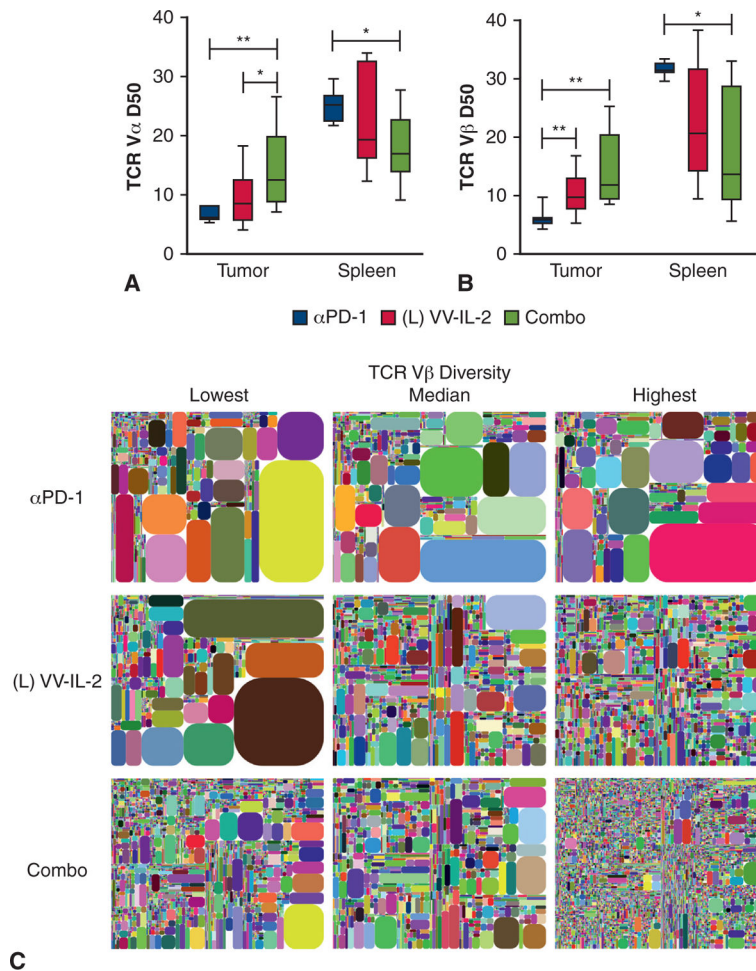 TCR Vα D50
40
30
20
10
0
**
*
*
Tumor
Spleen
A
TCR Vβ D50
40
30
20
10
0
**
**
*
Tumor
Spleen
B
αPD-1
(L) VV-IL-2
Combo
TCR Vβ Diversity
Lowest
Median
Highest
αPD-1
(L) VV-IL-2
Combo
C